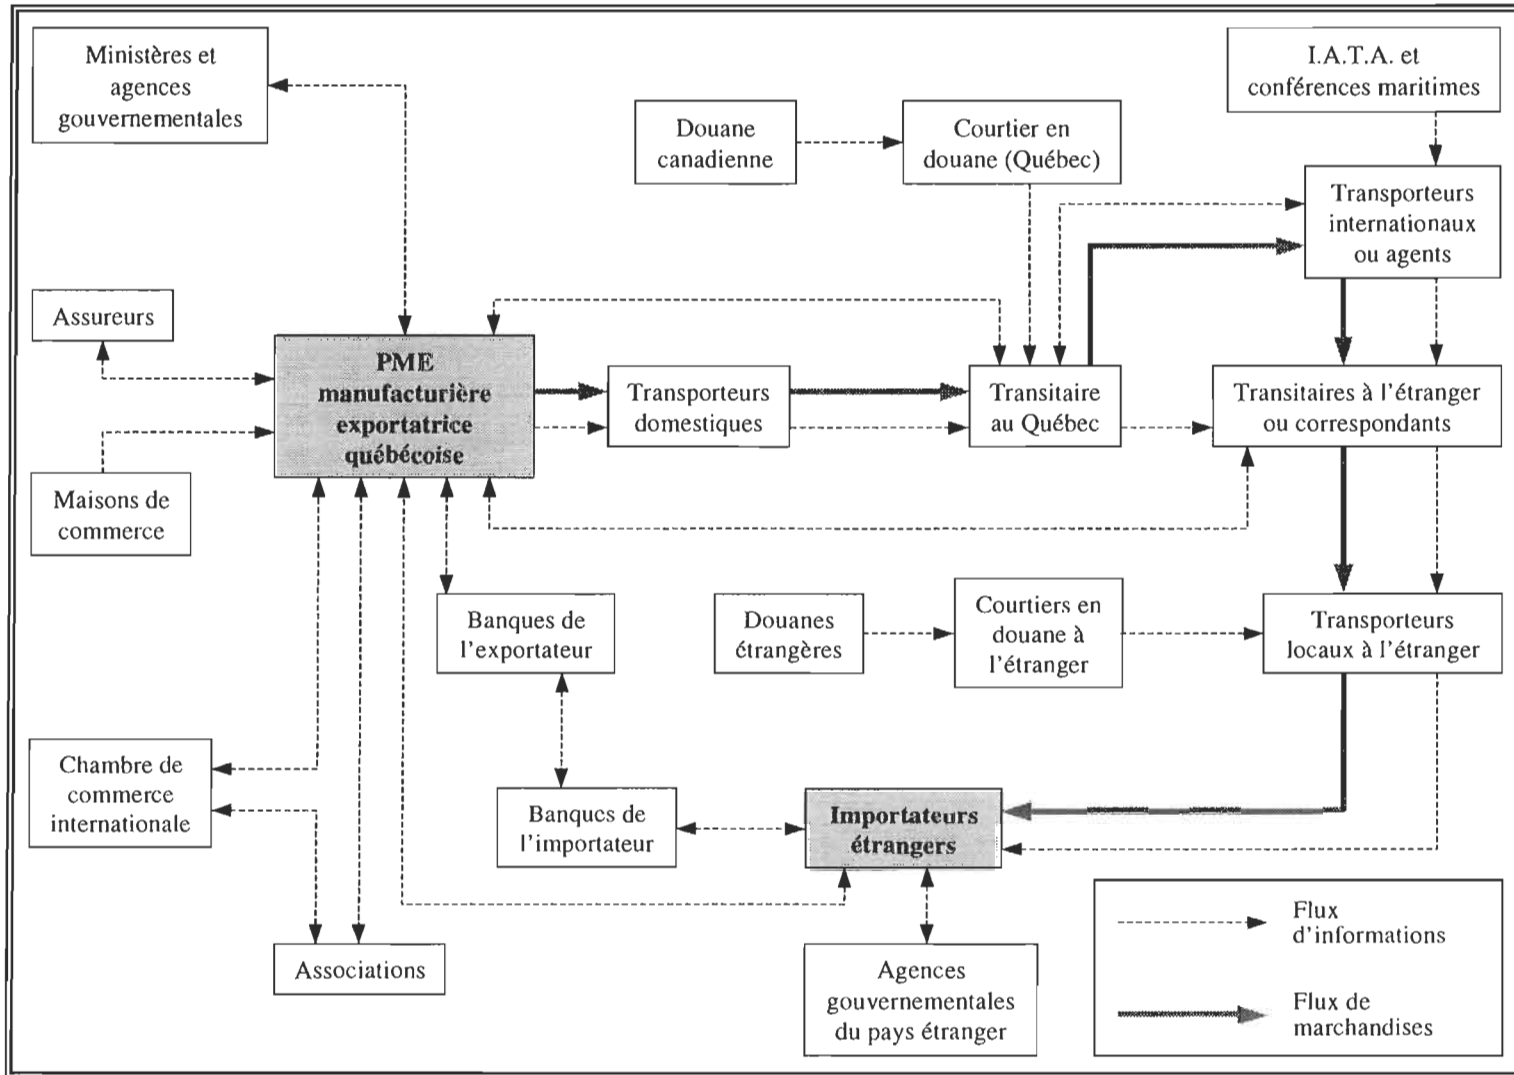 Ministères et
agences
gouvernementales
I.A.T.A. et
conférences maritimes
Douane
canadienne
Courtier en
douane (Québec)
Transporteurs
internationaux
ou agents
Assureurs
PME
manufacturière
exportatrice
québécoise
Transporteurs
domestiques
Transitaire
au Québec
Transitaires à l'étranger
ou correspondants
Maisons de
commerce
Banques de
l'exportateur
Douanes
étrangères
Courtiers en
douane à
l'étranger
Transporteurs
locaux à l'étranger
Chambre de
commerce
internationale
Banques de
l'importateur
Importateurs
étrangers
Associations
Agences
gouvernementales
du pays étranger
Flux
d'informations
Flux de
marchandises